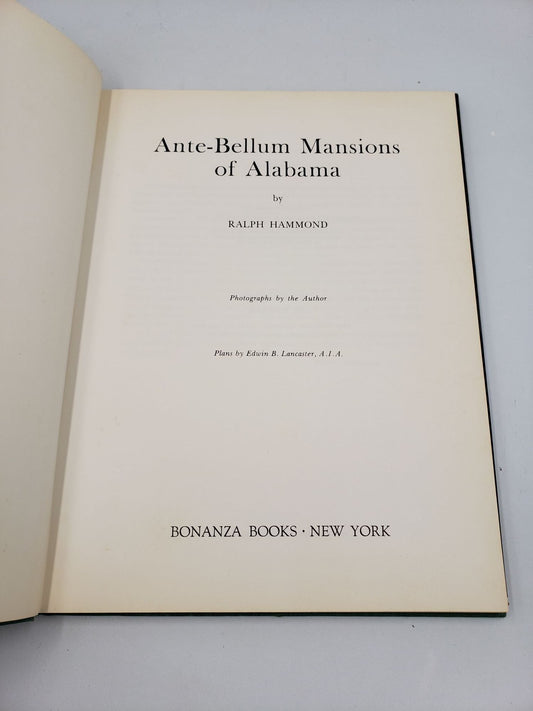 Ante-Bellum Mansions
of Alabama
by
RALPH HAMMOND
Photographs by the Author
Plans by Edwin B. Lancaster, A.I.A.
BONANZA BOOKS · NEW YORK